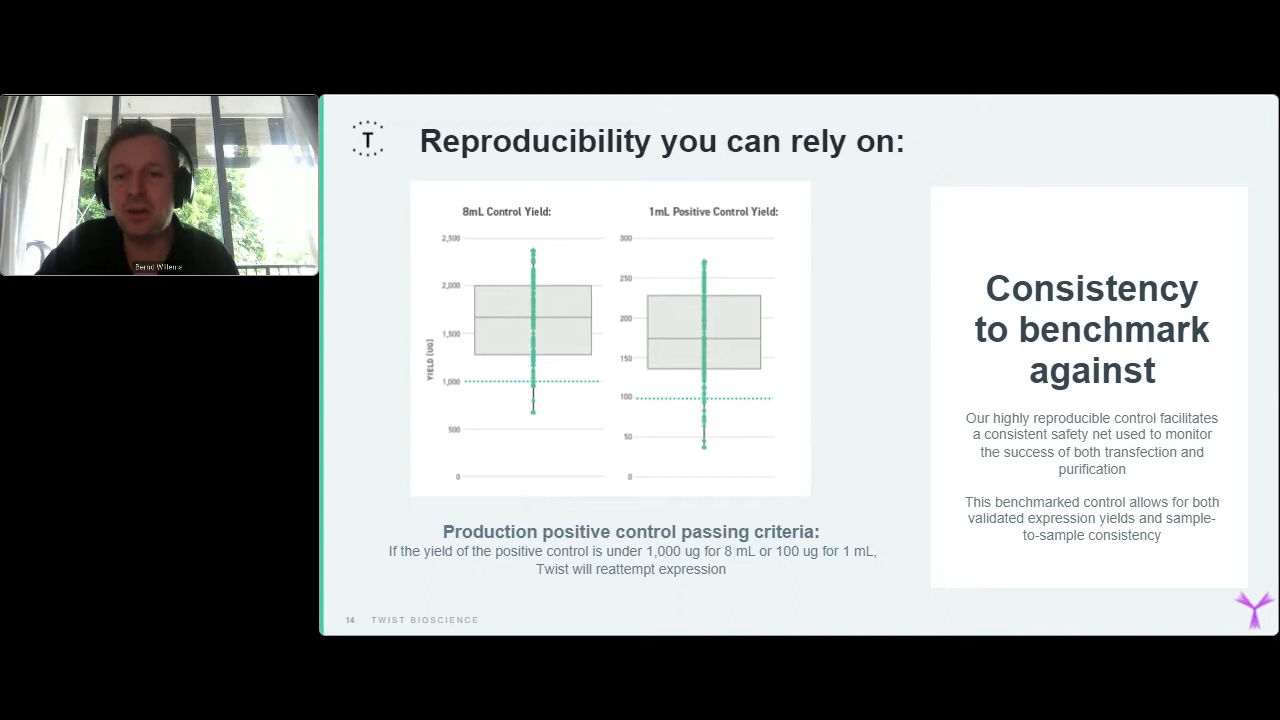 Bernd Willems
T
Reproducibility you can rely on:
8mL Control Yield:
1mL Positive Control Yield:
YIELD (UG)
2,500
2,000
1,500
1,000
500
0
300
250
200
150
100
50
0
Production positive control passing criteria:
If the yield of the positive control is under 1,000 ug for 8 mL or 100 ug for 1 mL,
Twist will reattempt expression
Consistency
to benchmark
against
Our highly reproducible control facilitates
a consistent safety net used to monitor
the success of both transfection and
purification
This benchmarked control allows for both
validated expression yields and sample-
to-sample consistency
14 TWIST BIOSCIENCE